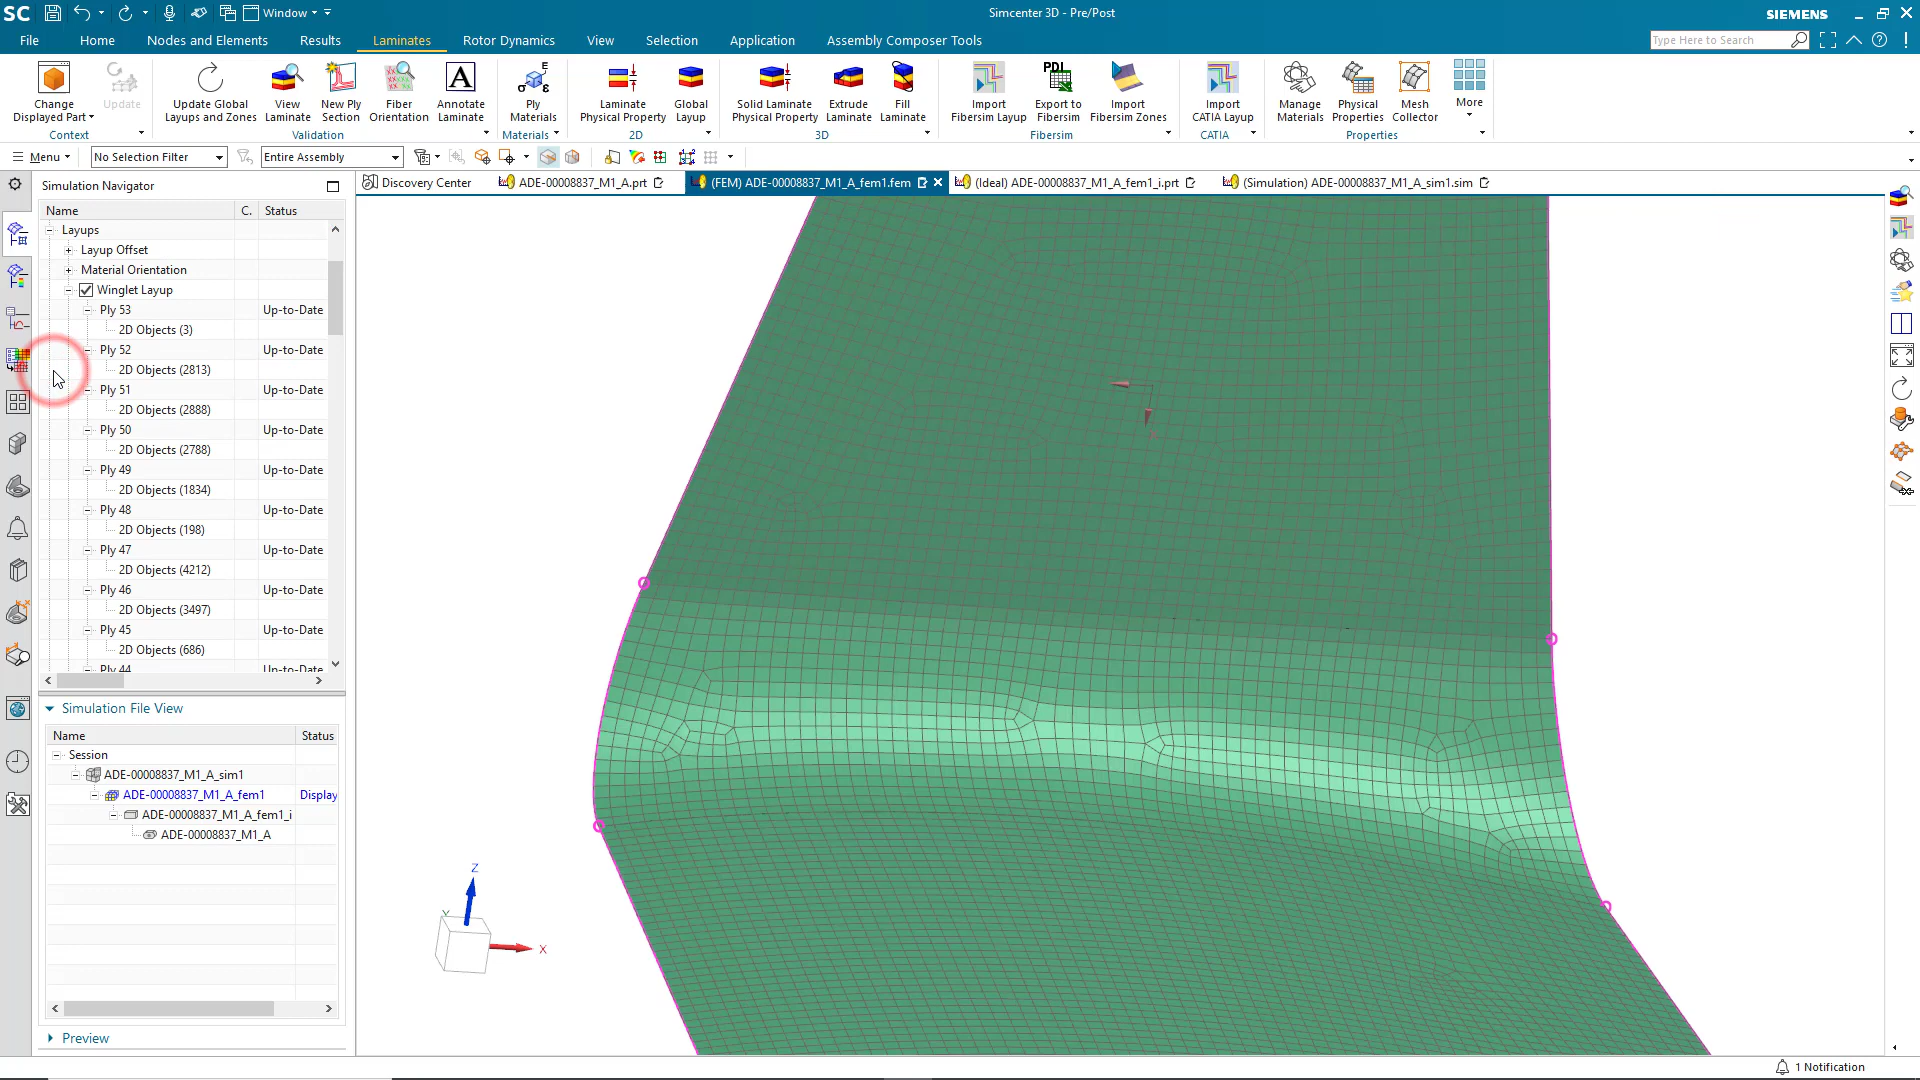 SC
Window
Simcenter 3D - Pre/Post
SIEMENS
File
Home
Nodes and Elements
Results
Laminates
Rotor Dynamics
View
Selection
Application
Assembly Composer Tools
Type Here to Search
Change
Displayed Part
Update
Context
Update Global
Layups and Zones
View
Laminate
New Ply
Section
Fiber
Orientation
Annotate
Laminate
Validation
Ply
Materials
Materials
Laminate
Physical Property
Global
Layup
2D
Solid Laminate
Physical Property
Extrude
Laminate
Fill
Laminate
3D
Import
Fibersim Layup
PDI
Export to
Fibersim
Import
Fibersim Zones
Fibersim
Import
CATIA Layup
CATIA
Manage
Materials
Physical
Properties
Mesh
Collector
More
Properties
Menu
No Selection Filter
Entire Assembly
Simulation Navigator
Discovery Center
ADE-00008837_M1_A.prt
(FEM) ADE-00008837_M1_A_fem1.fem
(Ideal) ADE-00008837_M1_A_fem1_i.prt
(Simulation) ADE-00008837_M1_A_sim1.sim
Name C. Status
Layups
Layup Offset
Material Orientation
Winglet Layup
Ply 53 Up-to-Date
2D Objects (3)
Ply 52 Up-to-Date
2D Objects (2813)
Ply 51 Up-to-Date
2D Objects (2888)
Ply 50 Up-to-Date
2D Objects (2788)
Ply 49 Up-to-Date
2D Objects (1834)
Ply 48 Up-to-Date
2D Objects (198)
Ply 47 Up-to-Date
2D Objects (4212)
Ply 46 Up-to-Date
2D Objects (3497)
Ply 45 Up-to-Date
2D Objects (686)
Ply 44 Up-to-Date
Simulation File View
Name Status
Session
ADE-00008837_M1_A_sim1
ADE-00008837_M1_A_fem1 Display
ADE-00008837_M1_A_fem1_i
ADE-00008837_M1_A
Preview
Z
Y
X
1 Notification